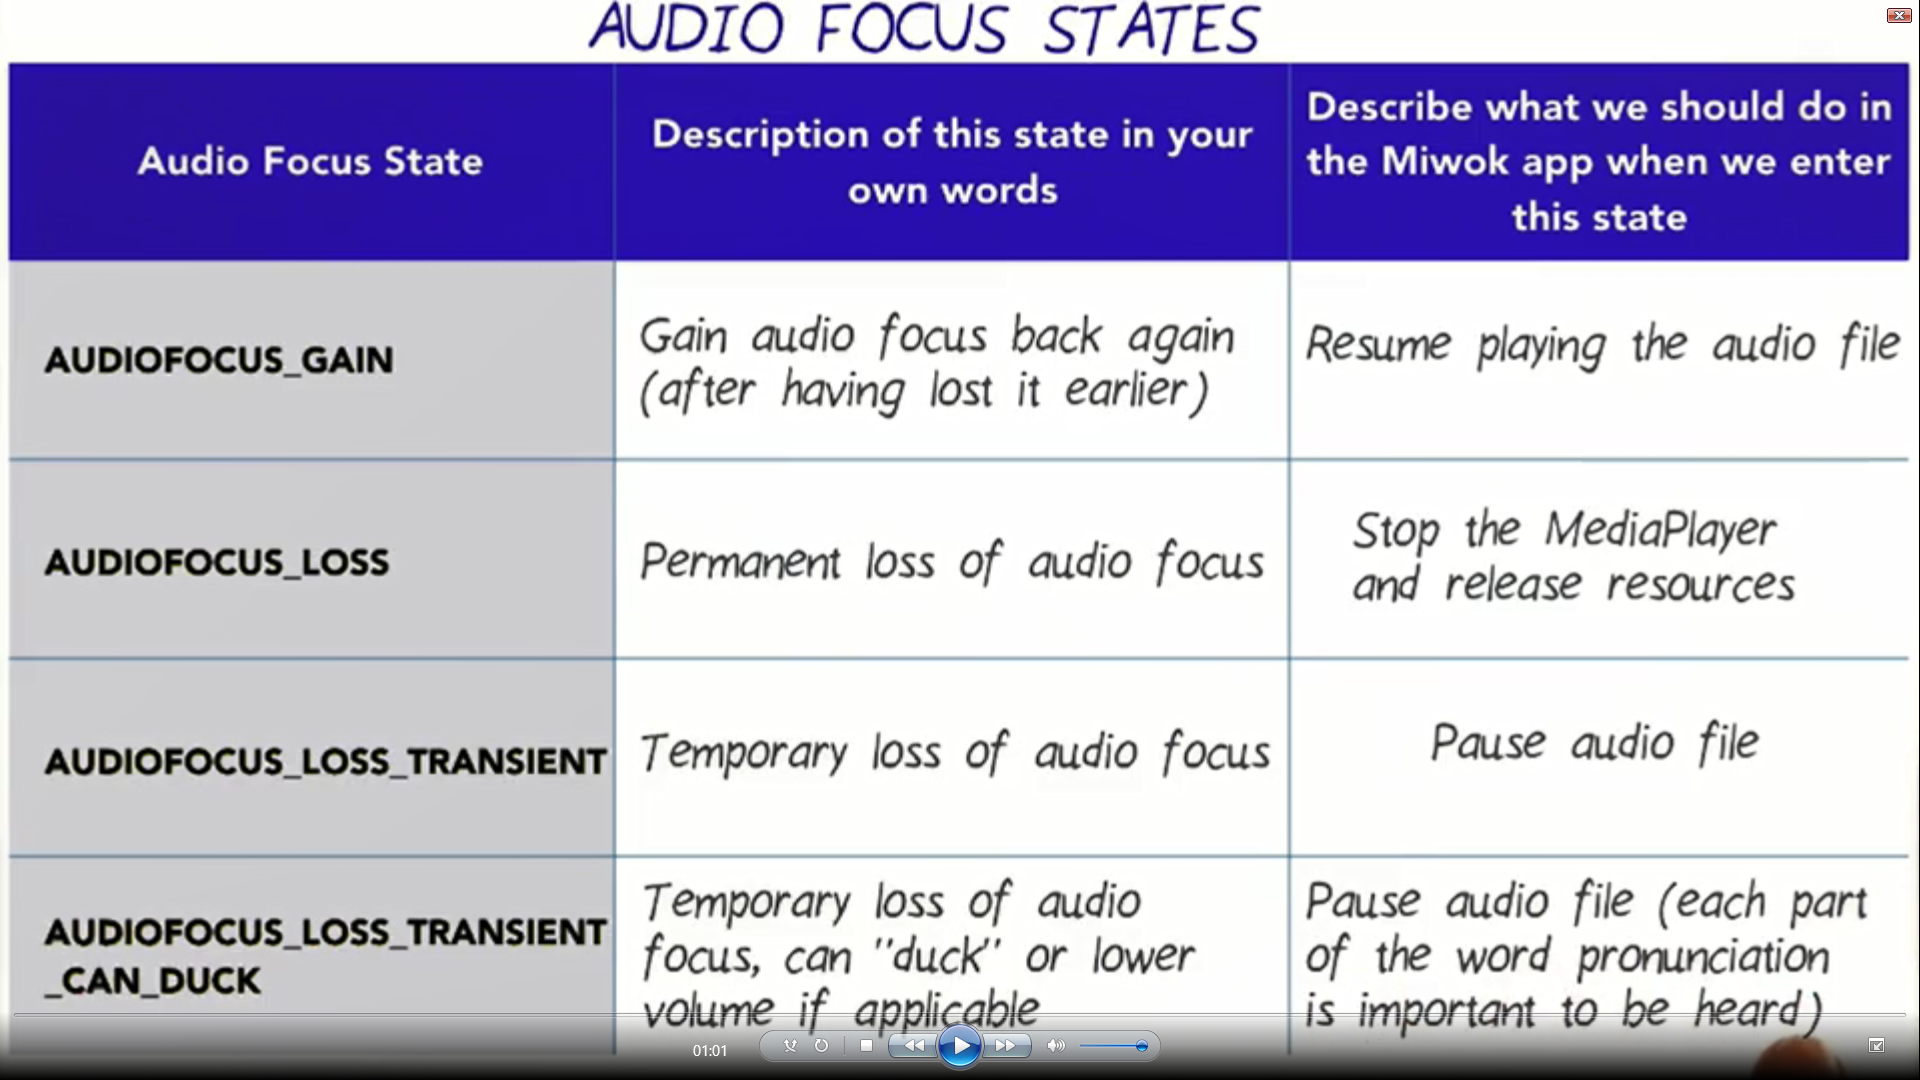 AUDIO FOCUS STATES
Audio Focus State
Description of this state in your
own words
Describe what we should do in
the Miwok app when we enter
this state
AUDIOFOCUS_GAIN
Gain audio focus back again
(after having lost it earlier)
Resume playing the audio file
AUDIOFOCUS_LOSS
Permanent loss of audio focus
Stop the MediaPlayer
and release resources
AUDIOFOCUS_LOSS_TRANSIENT
Temporary loss of audio focus
Pause audio file
AUDIOFOCUS_LOSS_TRANSIENT
_CAN_DUCK
Temporary loss of audio
focus, can "duck" or lower
volume if applicable
Pause audio file (each part
of the word pronunciation
is important to be heard)
01:01